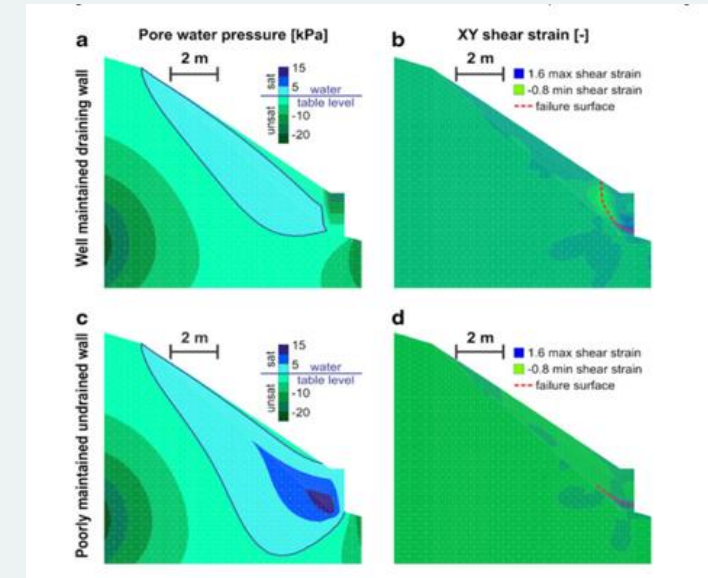 a Pore water pressure [kPa]
b XY shear strain [-]
Well maintained draining wall
2 m
sat
unsat
15
5
-10
-20
water
table level
2 m
1.6 max shear strain
-0.8 min shear strain
failure surface
c
d
Poorly maintained undrained wall
2 m
sat
unsat
15
5
-10
-20
water
table level
2 m
1.6 max shear strain
-0.8 min shear strain
failure surface